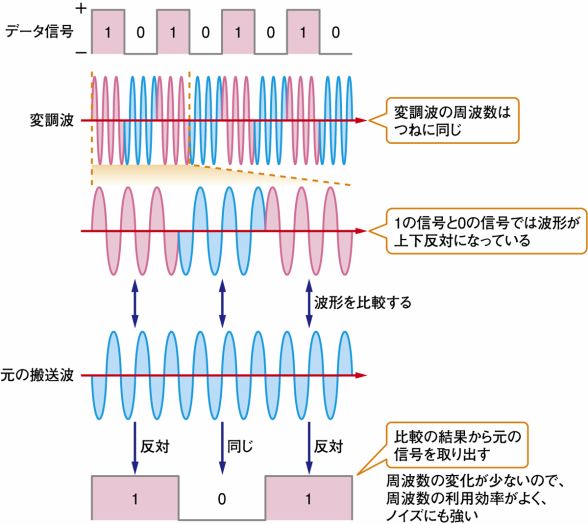 +
データ信号
1 0 1 0 1 0 1 0
−
変調波
変調波の周波数は
つねに同じ
1の信号と0の信号では波形が
上下反対になっている
波形を比較する
元の搬送波
反対 同じ 反対
比較の結果から元の
信号を取り出す
1 0 1
周波数の変化が少ないので、
周波数の利用効率がよく、
ノイズにも強い